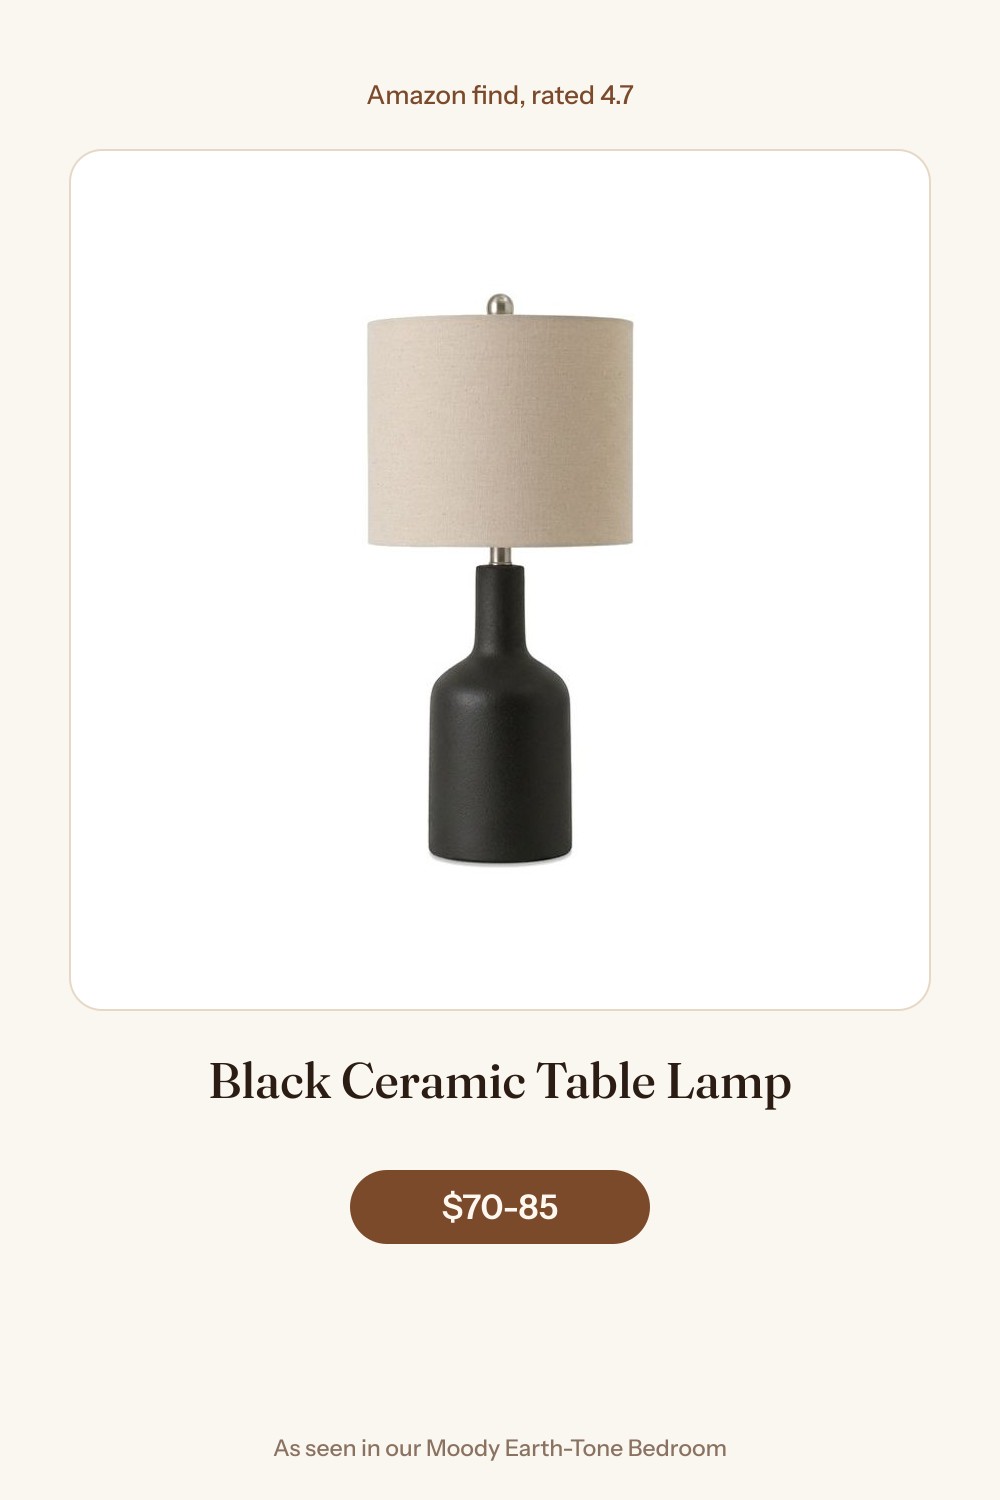 Amazon find, rated 4.7
Black Ceramic Table Lamp
$70-85
As seen in our Moody Earth-Tone Bedroom